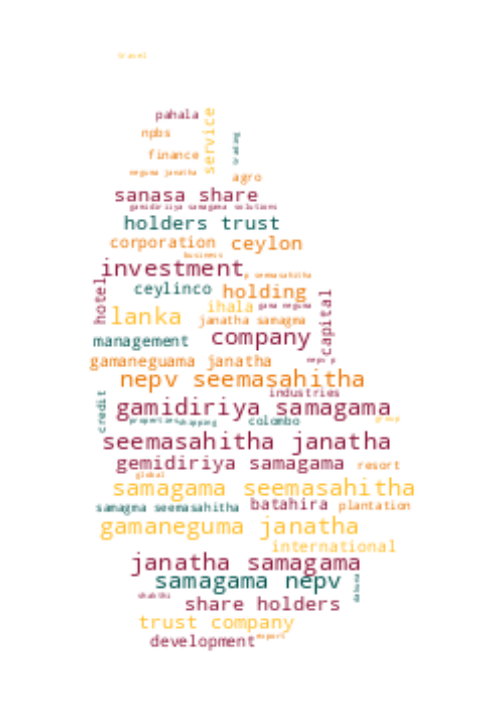 travel
pahala
service
npbs
trading
finance
neguma janatha
agro
sanasa share
gamidiriiya samagama solutions
holders trust
corporation
ceylon
business
investment
p seemasahitha
hotel
ceylinco
holding
capital
ihala
gama neguma
lanka
janatha samagma
management
company
gamaneguama janatha
nepv p
nepv seemasahitha
industries
credit
gamidiriya samagama
properties
shipping
colombo
seemasahitha janatha
gemidiriya samagama
resort
global
samagama seemasahitha
samagma seemasahitha
batahira
plantation
gamaneguma janatha
international
janatha samagama
samagama nepv
dakuna
shakthi
share holders
trust company
export
development